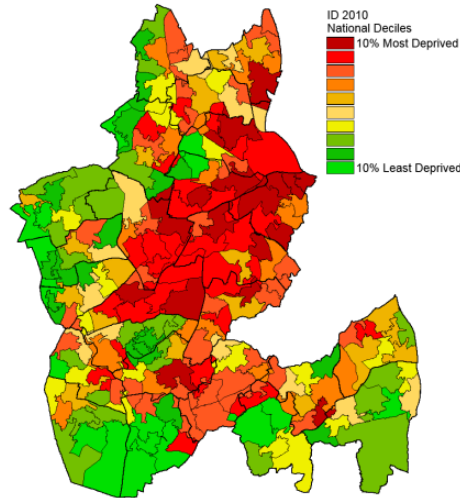 ID 2010
National Deciles
10% Most Deprived
10% Least Deprived